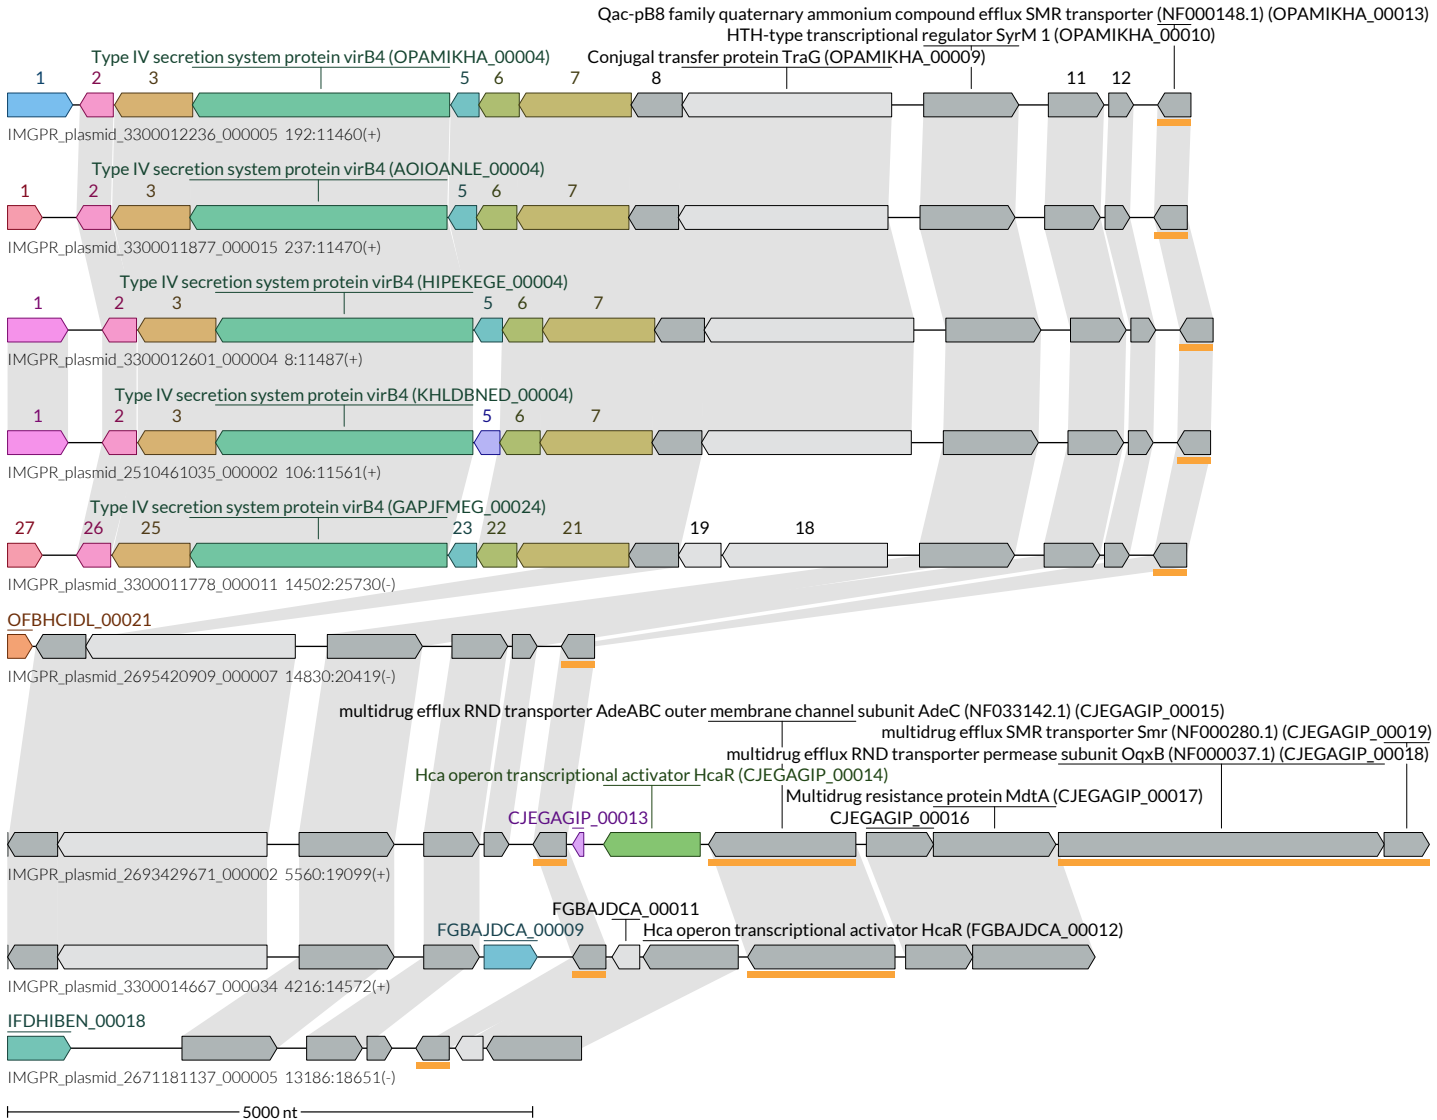 Qac-pB8 family quaternary ammonium compound efflux SMR transporter (NF000148.1) (OPAMIKHA_00013)
HTH-type transcriptional regulator SyrM 1 (OPAMIKHA_00010)
Type IV secretion system protein virB4 (OPAMIKHA_00004) Conjugal transfer protein TraG (OPAMIKHA_00009)
1 2 3 5 6 7 8 11 12
IMGPR_plasmid_3300012236_000005 192:11460(+)
Type IV secretion system protein virB4 (AOIOANLE_00004)
1 2 3 5 6 7
IMGPR_plasmid_3300011877_000015 237:11470(+)
Type IV secretion system protein virB4 (HIPEKEGE_00004)
1 2 3 5 6 7
IMGPR_plasmid_3300012601_000004 8:11487(+)
Type IV secretion system protein virB4 (KHLDBNED_00004)
1 2 3 5 6 7
IMGPR_plasmid_2510461035_000002 106:11561(+)
Type IV secretion system protein virB4 (GAPJFMEG_00024)
27 26 25 23 22 21 19 18
IMGPR_plasmid_3300011778_000011 14502:25730(-)
OFBHCIDL_00021
IMGPR_plasmid_2695420909_000007 14830:20419(-)
multidrug efflux RND transporter AdeABC outer membrane channel subunit AdeC (NF033142.1) (CJEGAGIP_00015)
multidrug efflux SMR transporter Smr (NF000280.1) (CJEGAGIP_00019)
multidrug efflux RND transporter permease subunit OqxB (NF000037.1) (CJEGAGIP_00018)
Hca operon transcriptional activator HcaR (CJEGAGIP_00014)
Multidrug resistance protein MdtA (CJEGAGIP_00017)
CJEGAGIP_00013 CJEGAGIP_00016
IMGPR_plasmid_2693429671_000002 5560:19099(+)
FGBAJDCA_00011
FGBAJDCA_00009 Hca operon transcriptional activator HcaR (FGBAJDCA_00012)
IMGPR_plasmid_3300014667_000034 4216:14572(+)
IFDHIBEN_00018
IMGPR_plasmid_2671181137_000005 13186:18651(-)
5000 nt